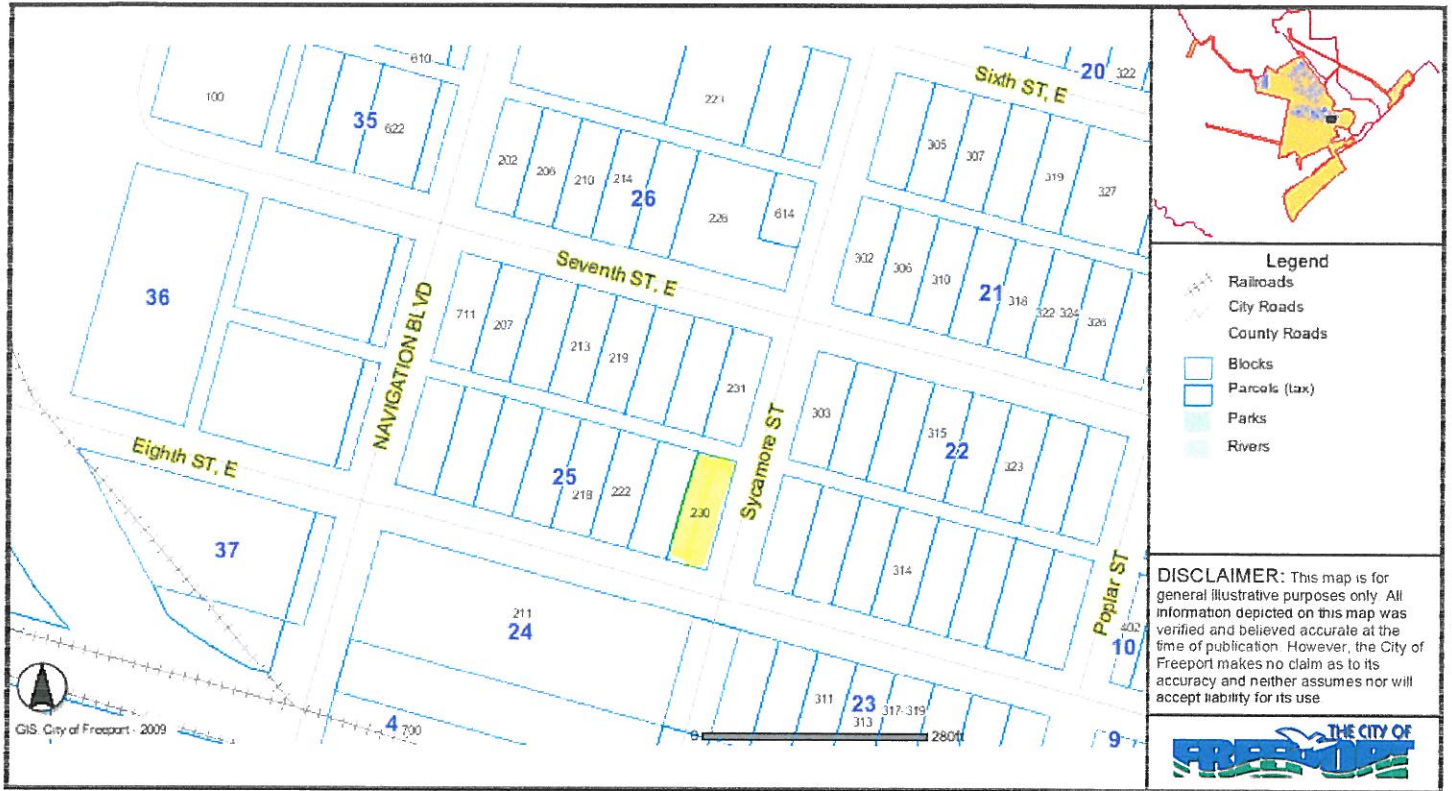 610
100
35
622
223
20
322
Sixth ST, E
305
307
319
327
202
206
210
214
26
226
614
302
306
310
21
318
322
324
326
36
Seventh ST, E
NAVIGATION BLVD
711
207
213
219
231
303
315
22
323
Sycamore ST
Eighth ST, E
25
218
222
230
314
Poplar ST
37
211
24
402
10
311
23
313
317-319
4
700
9
0
280ft
GIS, City of Freeport - 2009
Legend
Railroads
City Roads
County Roads
Blocks
Parcels (tax)
Parks
Rivers
DISCLAIMER: This map is for
general illustrative purposes only. All
information depicted on this map was
verified and believed accurate at the
time of publication. However, the City of
Freeport makes no claim as to its
accuracy and neither assumes nor will
accept liability for its use
THE CITY OF
FREEPORT